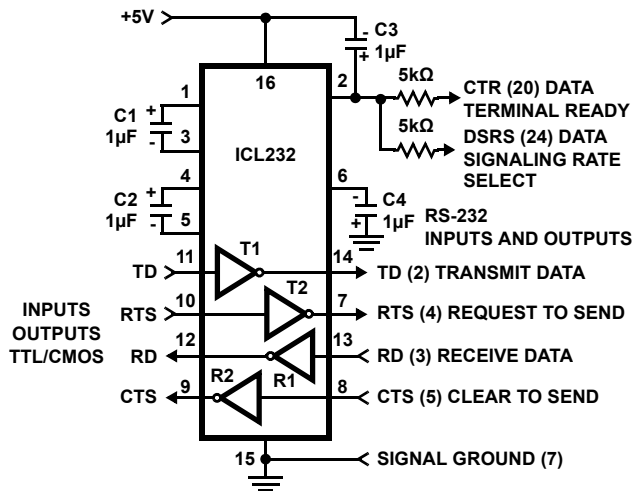 +5V
- C3
+ 1µF
16
1
2
5kΩ
CTR (20) DATA
TERMINAL READY
C1
1µF
+
-
3
5kΩ
DSRS (24) DATA
SIGNALING RATE
SELECT
ICL232
4
6
C2
1µF
+
-
5
-
+
C4
1µF
RS-232
INPUTS AND OUTPUTS
T1
TD
11
14
TD (2) TRANSMIT DATA
T2
INPUTS
OUTPUTS
TTL/CMOS
RTS
10
7
RTS (4) REQUEST TO SEND
RD
12
13
RD (3) RECEIVE DATA
R1
R2
CTS
9
8
CTS (5) CLEAR TO SEND
15
SIGNAL GROUND (7)